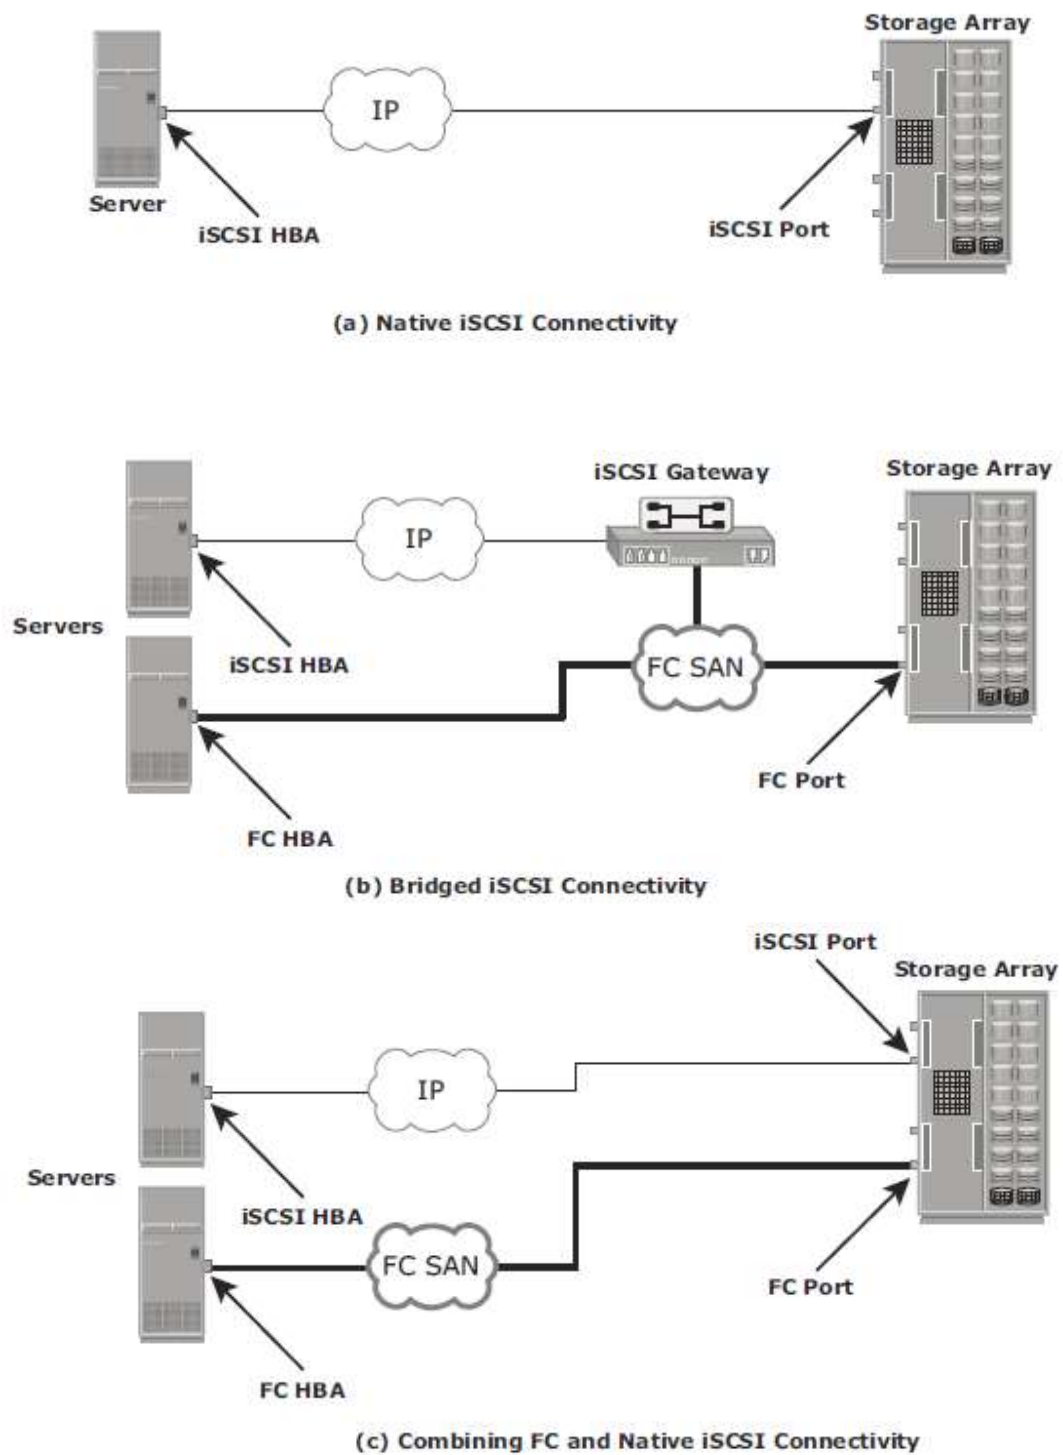 Storage Array
IP
Server
iSCSI HBA
iSCSI Port
(a) Native iSCSI Connectivity
iSCSI Gateway
Storage Array
IP
Servers
iSCSI HBA
FC SAN
FC Port
FC HBA
(b) Bridged iSCSI Connectivity
iSCSI Port
Storage Array
IP
Servers
iSCSI HBA
FC SAN
FC Port
FC HBA
(c) Combining FC and Native iSCSI Connectivity